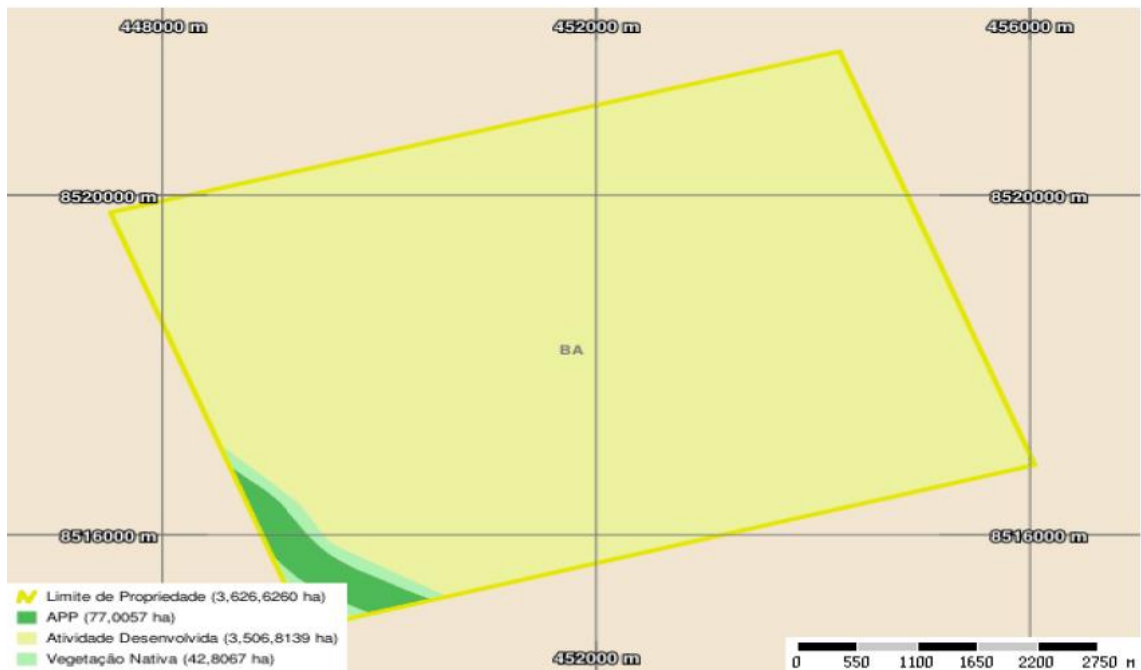 448000 m 452000 m 456000 m
8520000 m 8520000 m
BA
8516000 m 8516000 m
Limite de Propriedade (3,626,6260 ha)
APP (77,0057 ha)
Atividade Desenvolvida (3,506,8139 ha)
Vegetação Nativa (42,8067 ha)
452000 m
0 550 1100 1650 2200 2750